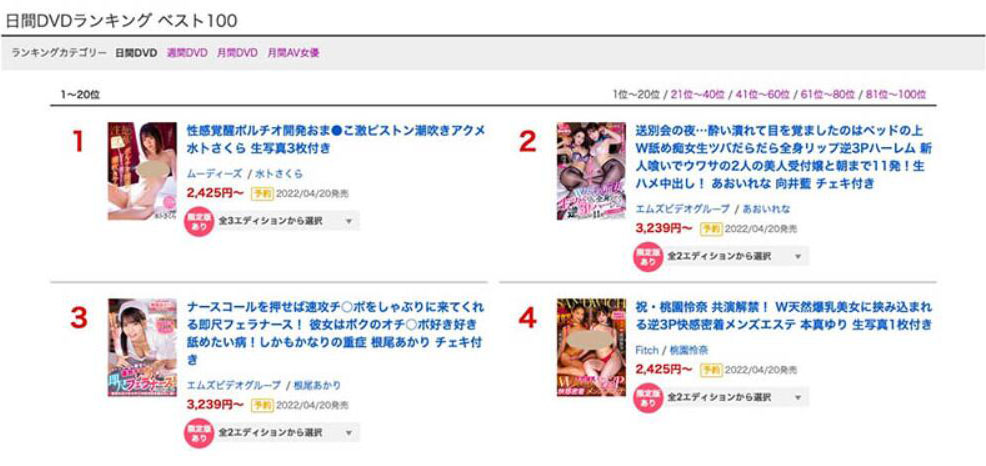 日間DVDランキング ベスト100
ランキングカテゴリー 日間DVD 週間DVD 月間DVD 月間AV女優
1〜20位
1位〜20位 / 21位〜40位 / 41位〜60位 / 61位〜80位 / 81位〜100位
1
性感覚醒ポルチオ開発おま●こ激ピストン潮吹きアクメ
水卜さくら 生写真3枚付き
ムーディーズ / 水卜さくら
2,425円〜 予約 2022/04/20発売
限定版
あり
全3エディションから選択
2
送別会の夜…酔い潰れて目を覚ましたのはベッドの上
W舐め痴女生ツバだらだら全身リップ逆3Pハーレム 新
人喰いでウワサの2人の美人受付嬢と朝まで11発！生
ハメ中出し！ あおいれな 向井藍 チェキ付き
エムズビデオグループ / あおいれな
3,239円〜 予約 2022/04/20発売
限定版
あり
全2エディションから選択
3
ナースコールを押せば速攻チ〇ポをしゃぶりに来てくれ
る即尺フェラナース！ 彼女はボクのオチ〇ポ好き好き
舐めたい病！しかもかなりの重症 根尾あかり チェキ付
き
エムズビデオグループ / 根尾あかり
3,239円〜 予約 2022/04/20発売
限定版
あり
全2エディションから選択
4
祝・桃園怜奈 共演解禁！ W天然爆乳美女に挟み込まれ
る逆3P快感密着メンズエステ 本真ゆり 生写真1枚付き
Fitch / 桃園怜奈
2,425円〜 予約 2022/04/20発売
限定版
あり
全2エディションから選択